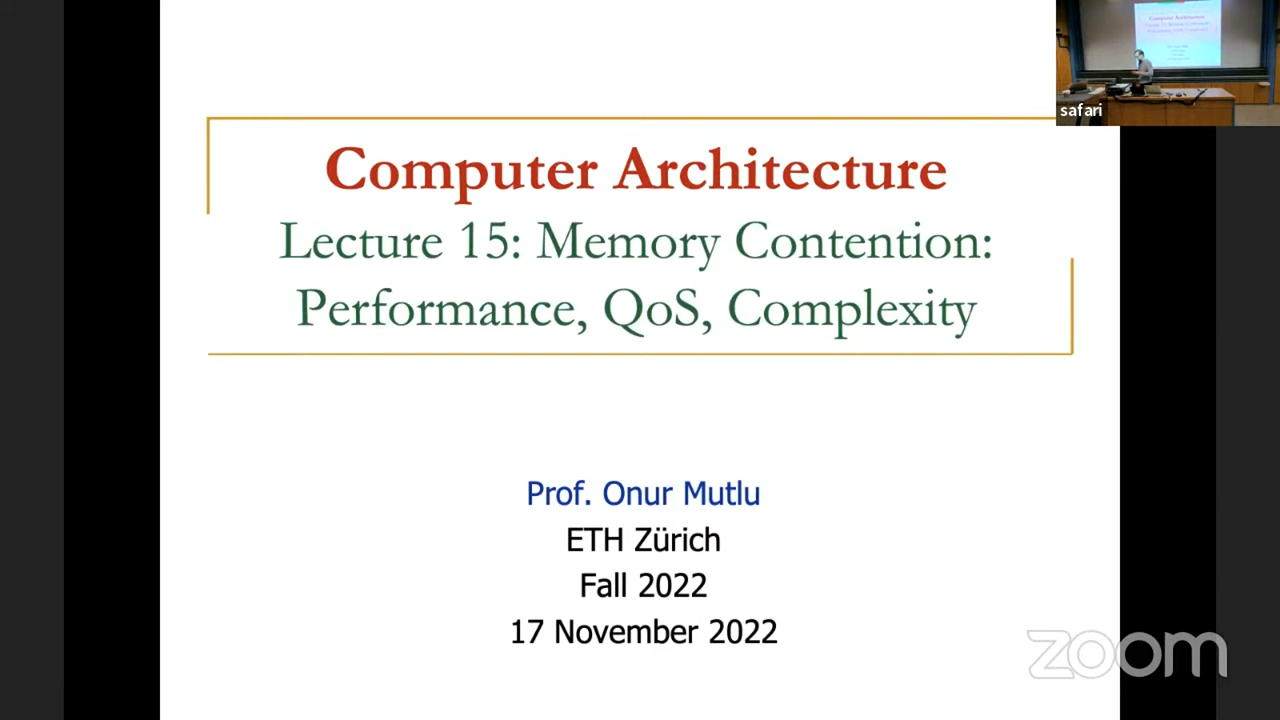 Computer Architecture
Lecture 15: Memory Contention:
Performance, QoS, Complexity
Prof. Onur Mutlu
ETH Zürich
Fall 2022
17 November 2022
safari
zoom